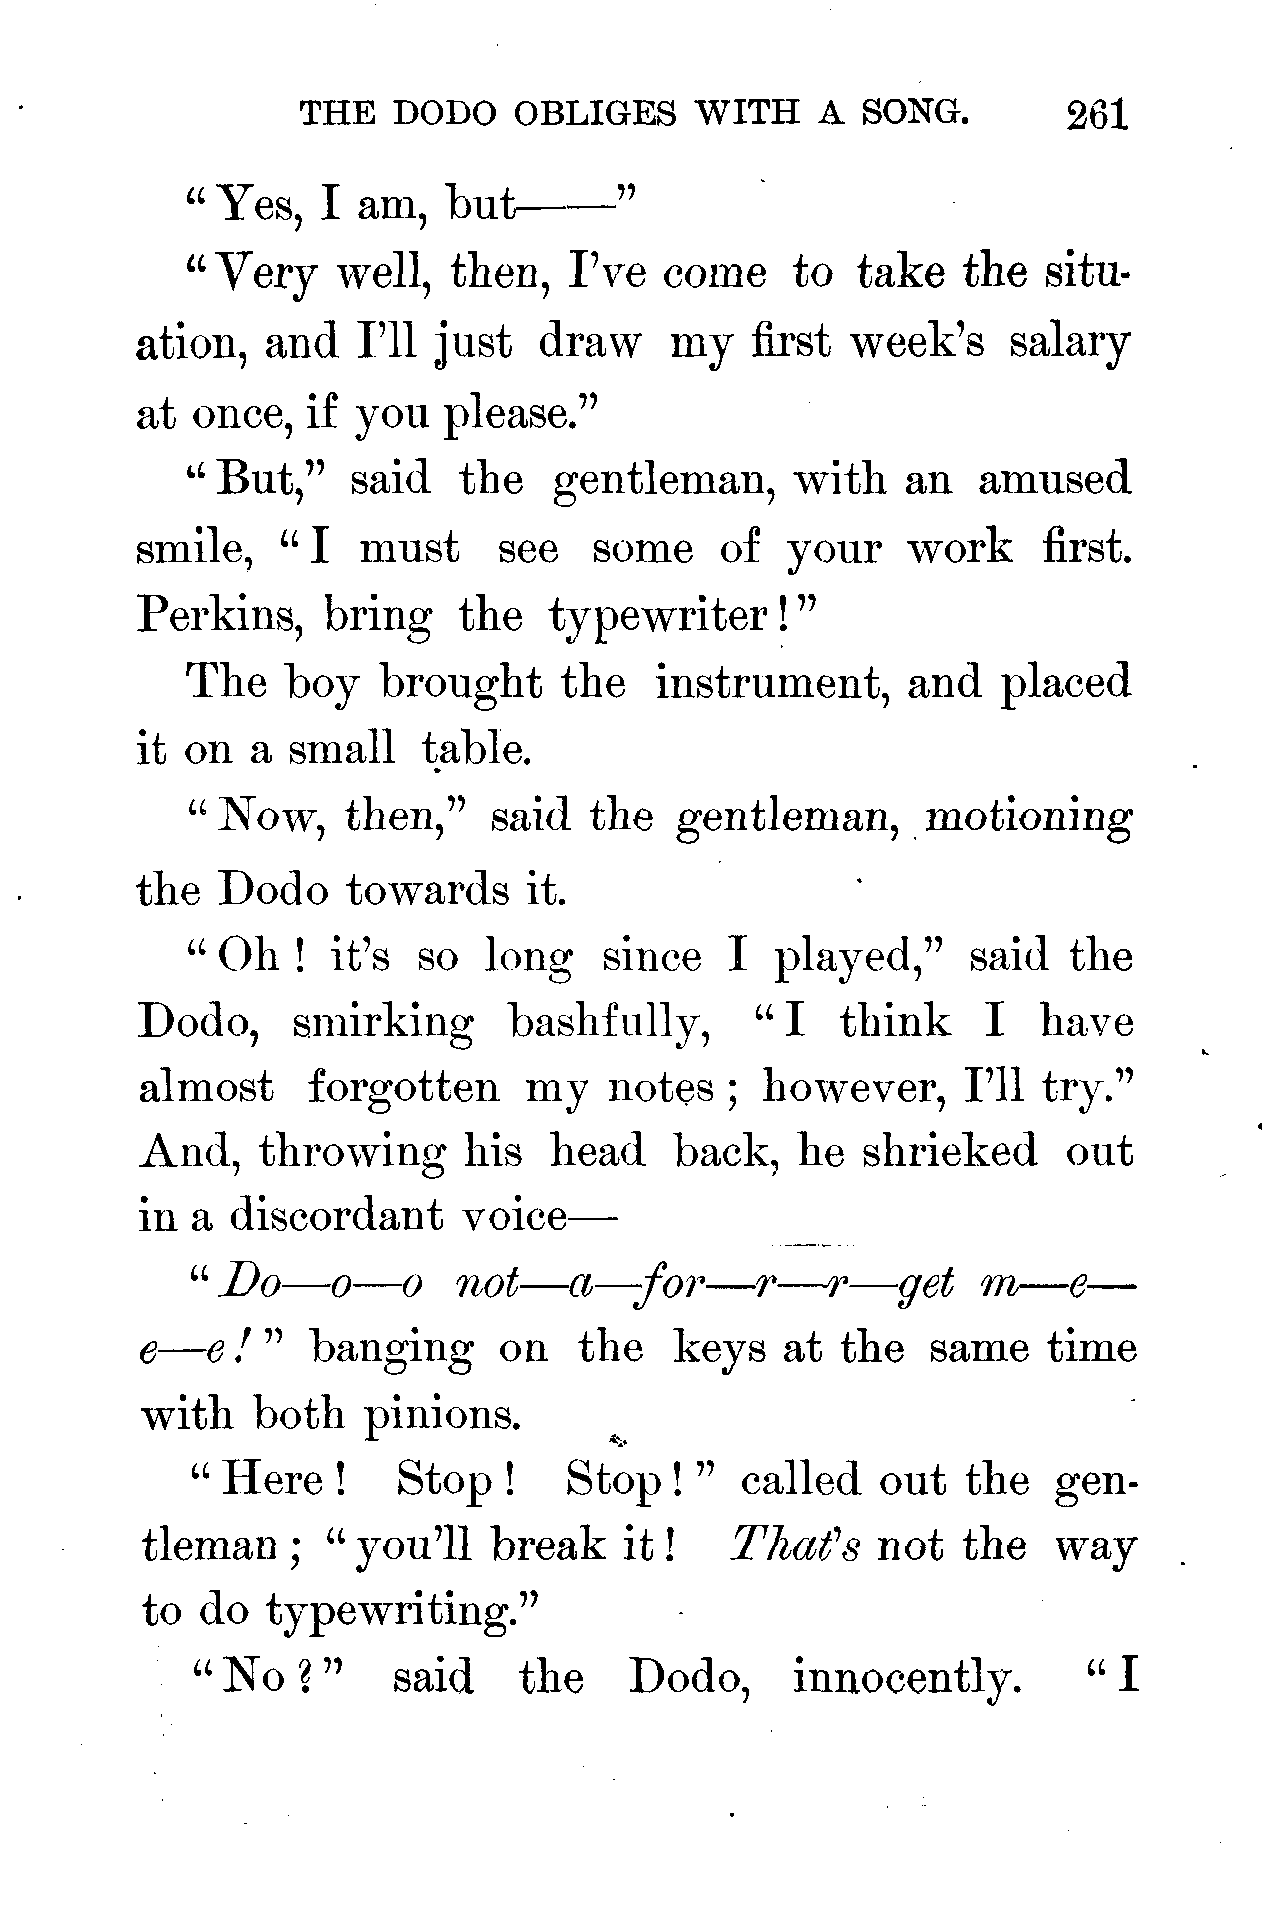 THE DODO OBLIGES WITH A SONG. 261
“Yes, I am, but——”
“Very well, then, I’ve come to take the situ-
ation, and I’ll just draw my first week’s salary
at once, if you please.”
“But,” said the gentleman, with an amused
smile, “I must see some of your work first.
Perkins, bring the typewriter!”
The boy brought the instrument, and placed
it on a small table.
“Now, then,” said the gentleman, motioning
the Dodo towards it.
“Oh! it’s so long since I played,” said the
Dodo, smirking bashfully, “I think I have
almost forgotten my notes; however, I’ll try.”
And, throwing his head back, he shrieked out
in a discordant voice—
“Do—o—o not—a—for—r—r—get m—e—
e—e!” banging on the keys at the same time
with both pinions.
“Here! Stop! Stop!” called out the gen-
tleman; “you’ll break it! That’s not the way
to do typewriting.”
“No?” said the Dodo, innocently. “I